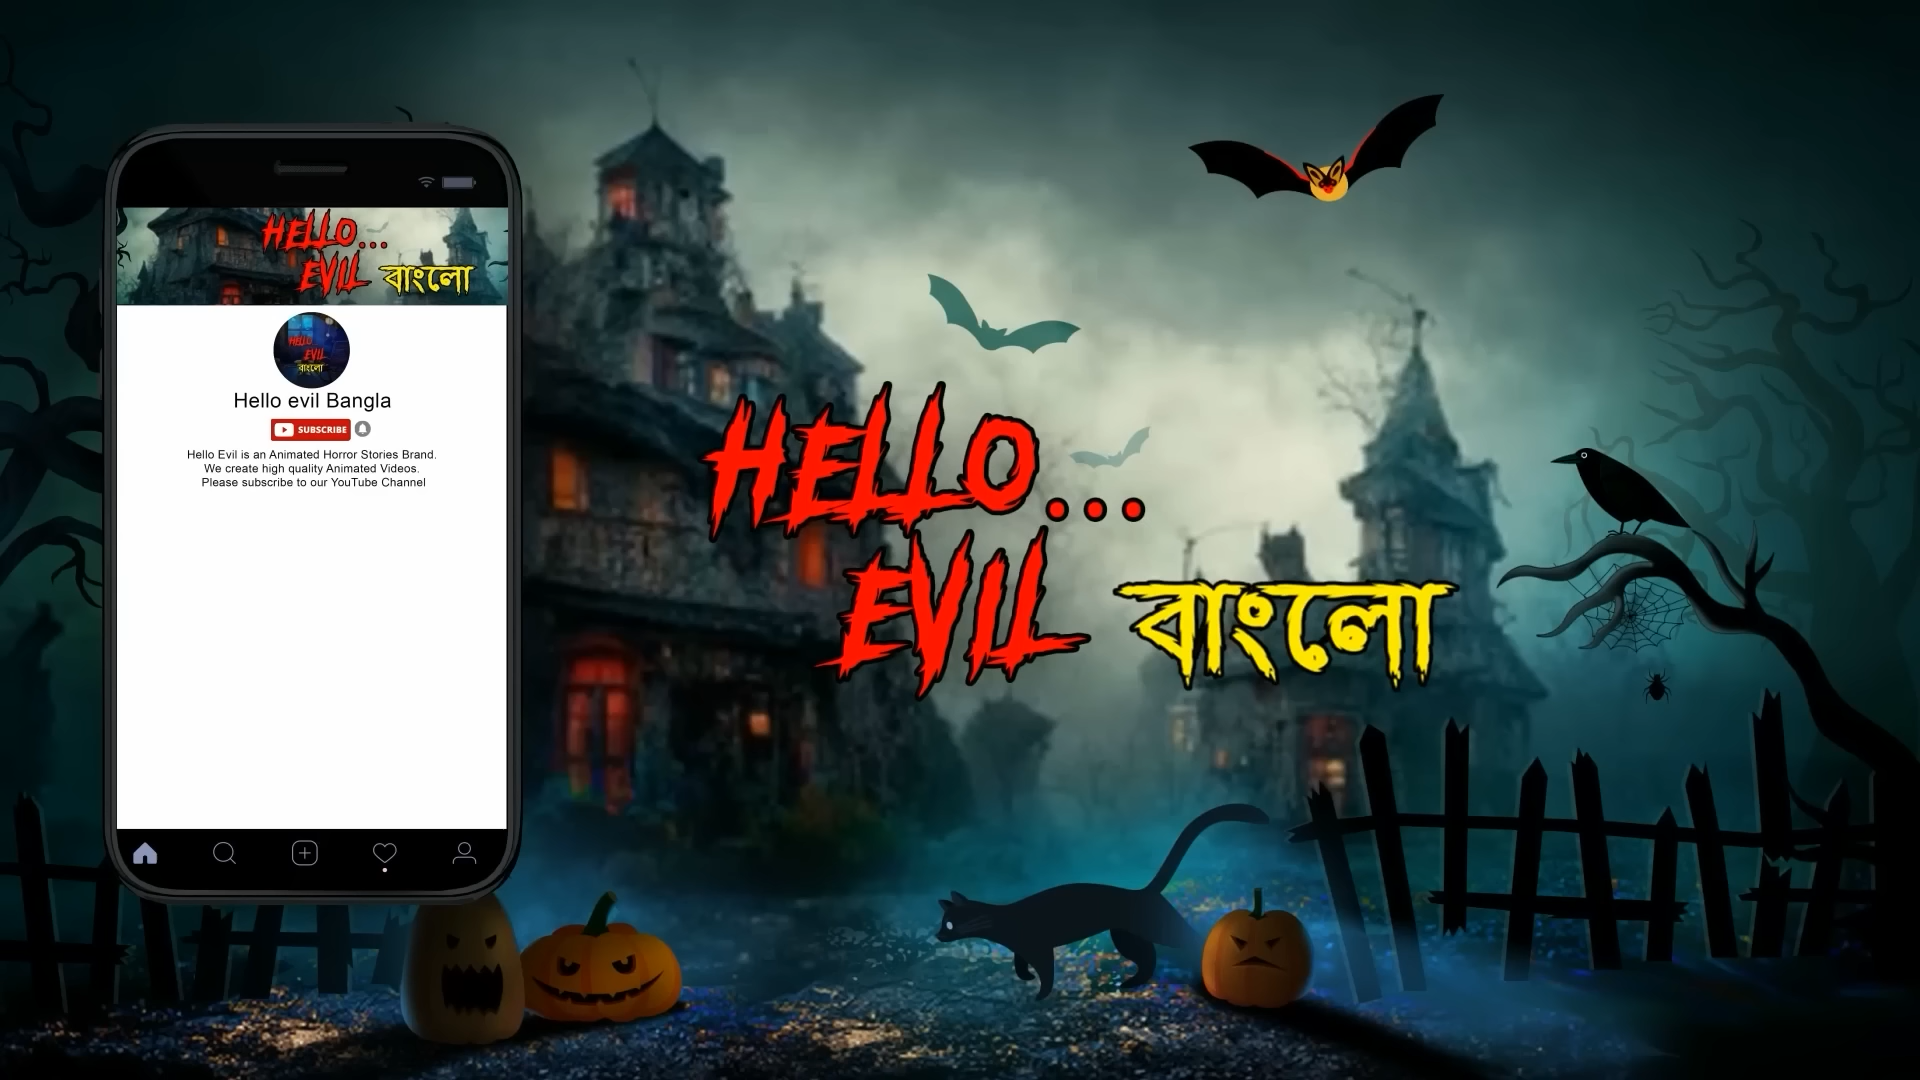 HELLO...
EVIL বাংলো
HELLO
EVIL
বাংলো
Hello evil Bangla
SUBSCRIBE
Hello Evil is an Animated Horror Stories Brand.
We create high quality Animated Videos.
Please subscribe to our YouTube Channel
HELLO...
EVIL বাংলো